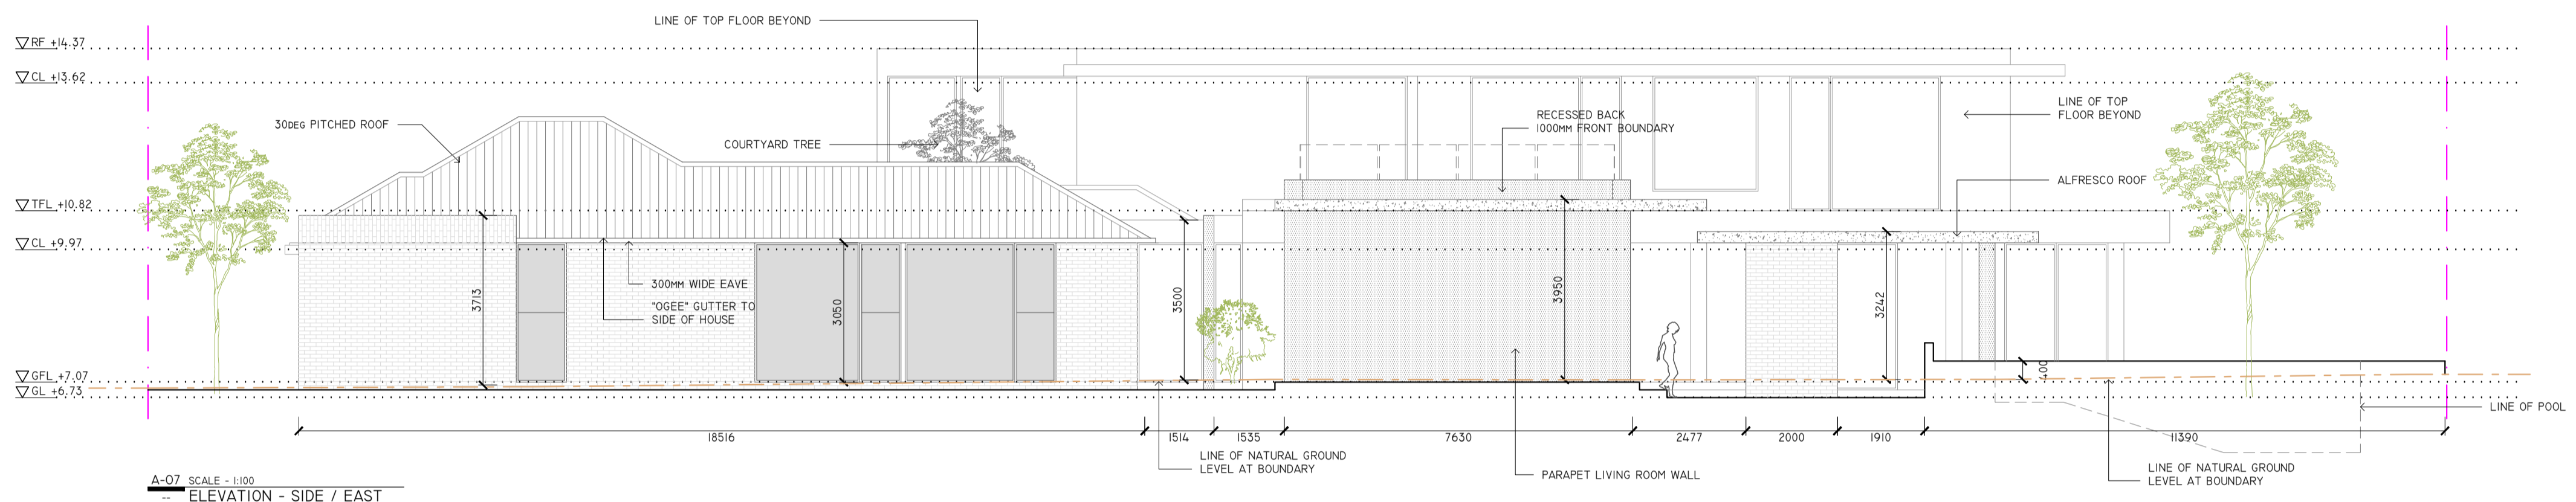 LINE OF TOP FLOOR BEYOND
RF +14.37
CL +13.62
30DEG PITCHED ROOF
COURTYARD TREE
RECESSED BACK
1000MM FRONT BOUNDARY
LINE OF TOP
FLOOR BEYOND
ALFRESCO ROOF
TFL +10.82
CL +9.97
300MM WIDE EAVE
"OGEE" GUTTER TO
SIDE OF HOUSE
3713
3050
3500
3950
3242
400
GFL +7.07
GL +6.73
18516
1514
1535
7630
2477
2000
1910
11390
LINE OF POOL
LINE OF NATURAL GROUND
LEVEL AT BOUNDARY
PARAPET LIVING ROOM WALL
LINE OF NATURAL GROUND
LEVEL AT BOUNDARY
A-07 SCALE - 1:100
-- ELEVATION - SIDE / EAST